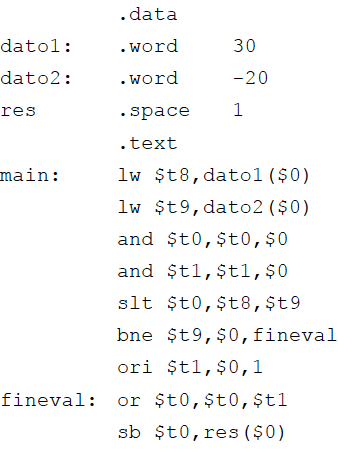 .data
dato1: .word 30
dato2: .word -20
res .space 1
.text
main: lw $t8,dato1($0)
lw $t9,dato2($0)
and $t0,$t0,$0
and $t1,$t1,$0
slt $t0,$t8,$t9
bne $t9,$0,fineval
ori $t1,$0,1
fineval: or $t0,$t0,$t1
sb $t0,res($0)